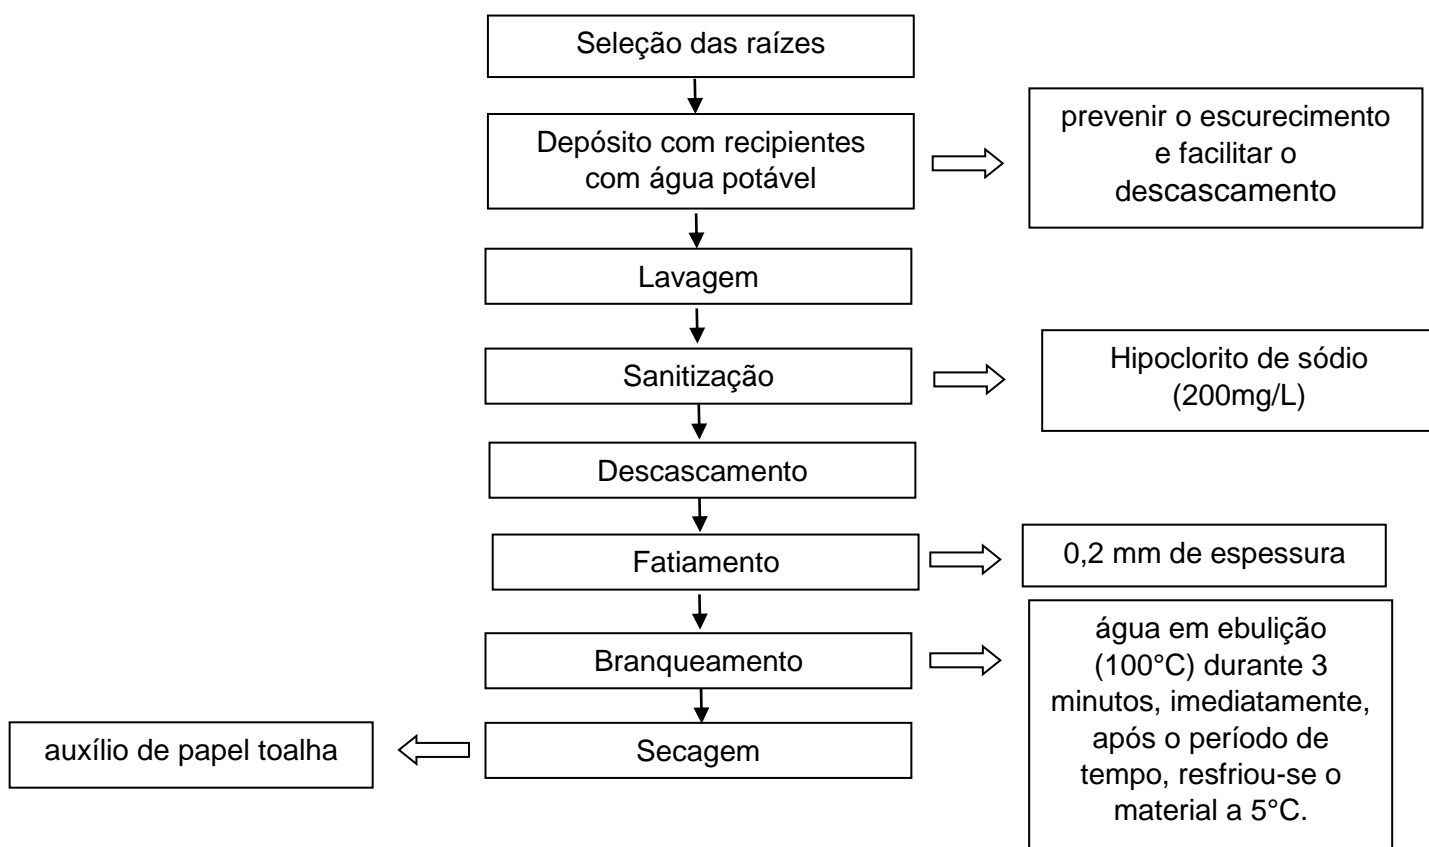 Seleção das raízes
Depósito com recipientes
com água potável
prevenir o escurecimento
e facilitar o
descascamento
Lavagem
Sanitização
Hipoclorito de sódio
(200mg/L)
Descascamento
Fatiamento
0,2 mm de espessura
Branqueamento
água em ebulição
(100°C) durante 3
minutos, imediatamente,
após o período de
tempo, resfriou-se o
material a 5°C.
Secagem
auxílio de papel toalha